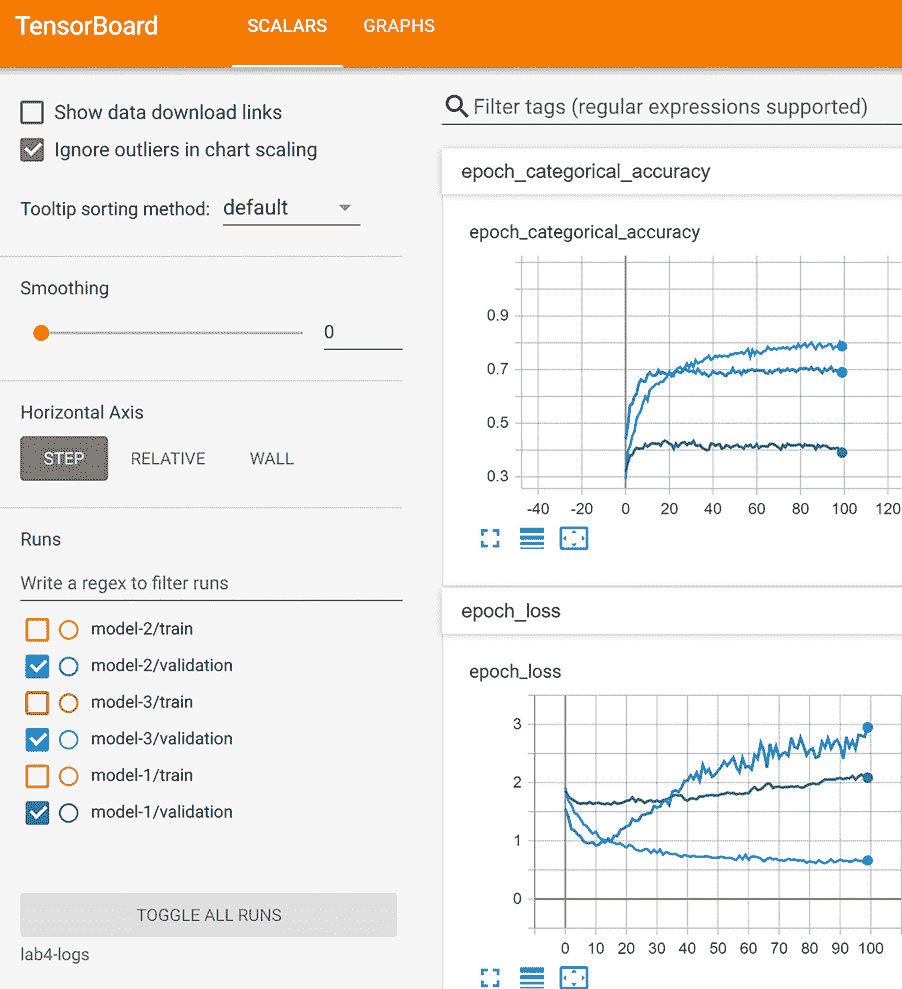 TensorBoard
SCALARS
GRAPHS
Show data download links
Ignore outliers in chart scaling
Tooltip sorting method:
default
Smoothing
0
Horizontal Axis
STEP
RELATIVE
WALL
Runs
Write a regex to filter runs
model-2/train
model-2/validation
model-3/train
model-3/validation
model-1/train
model-1/validation
TOGGLE ALL RUNS
lab4-logs
Filter tags (regular expressions supported)
epoch_categorical_accuracy
epoch_categorical_accuracy
0.9
0.7
0.5
0.3
-40 -20 0 20 40 60 80 100 120
epoch_loss
epoch_loss
3
2
1
0
0 10 20 30 40 50 60 70 80 90 100